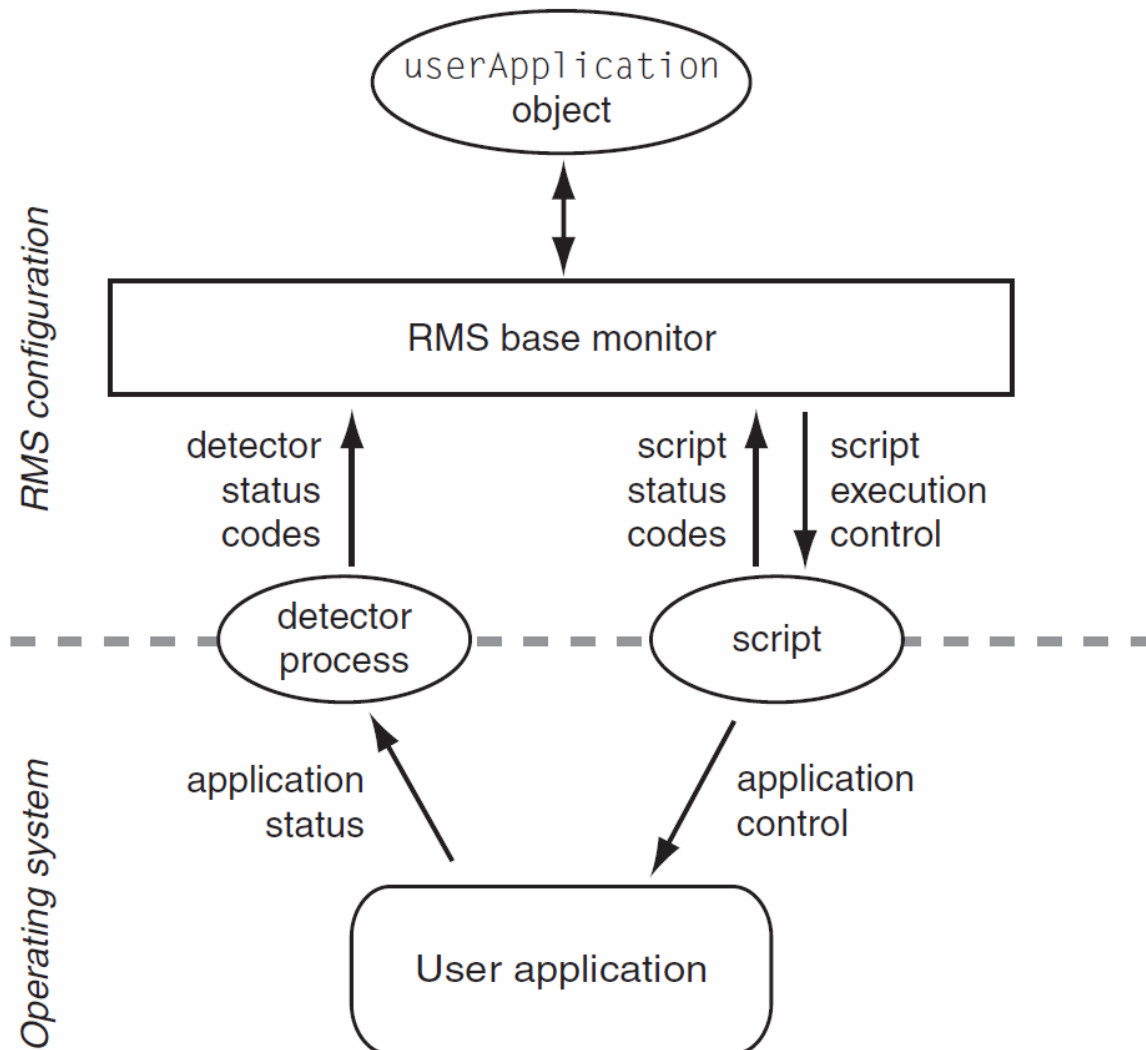 userApplication
object
RMS configuration
RMS base monitor
detector
status
codes
script
status
codes
script
execution
control
detector
process
script
Operating system
application
status
application
control
User application